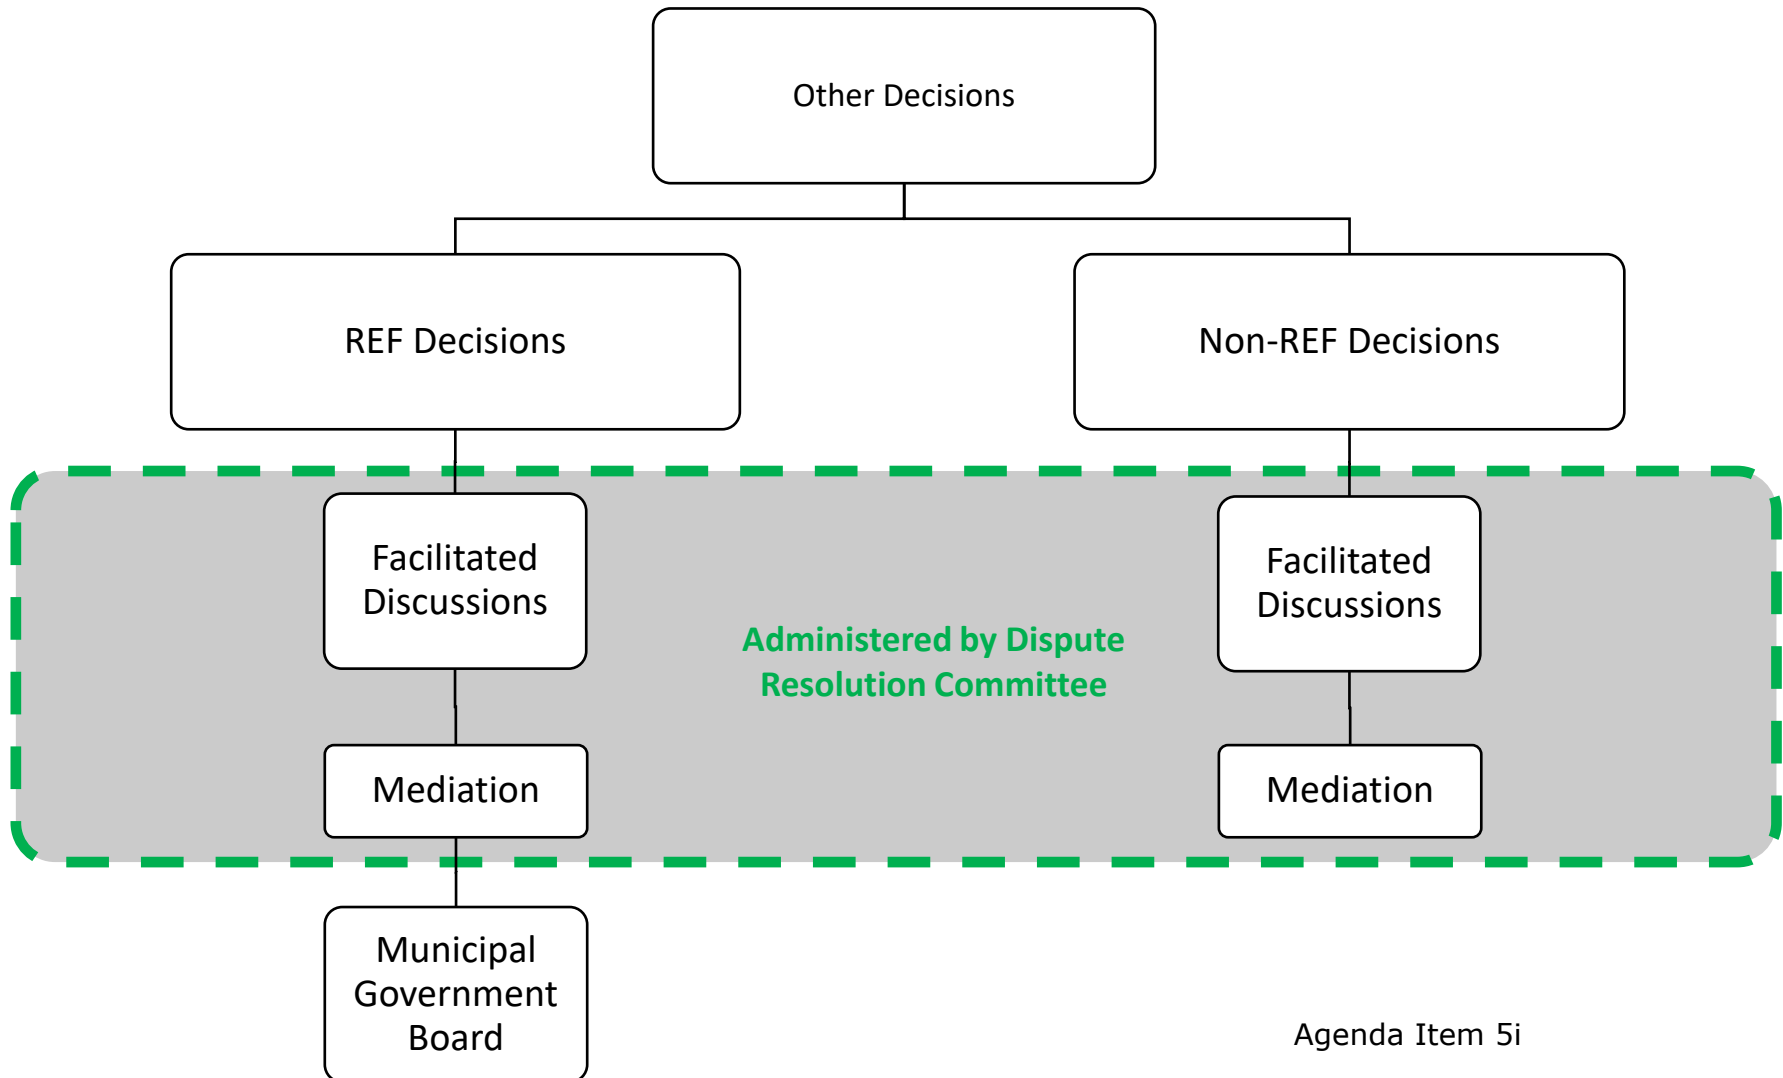 Other Decisions
REF Decisions
Non-REF Decisions
Facilitated
Discussions
Facilitated
Discussions
Administered by Dispute
Resolution Committee
Mediation
Mediation
Municipal
Government
Board
Agenda Item 5i